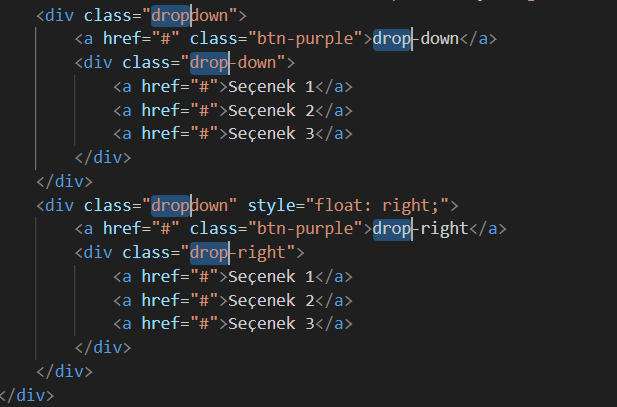 <div class="dropdown">
<a href="#" class="btn-purple">drop-down</a>
<div class="drop-down">
<a href="#">Seçenek 1</a>
<a href="#">Seçenek 2</a>
<a href="#">Seçenek 3</a>
</div>
</div>
<div class="dropdown" style="float: right;">
<a href="#" class="btn-purple">drop-right</a>
<div class="drop-right">
<a href="#">Seçenek 1</a>
<a href="#">Seçenek 2</a>
<a href="#">Seçenek 3</a>
</div>
</div>
</div>